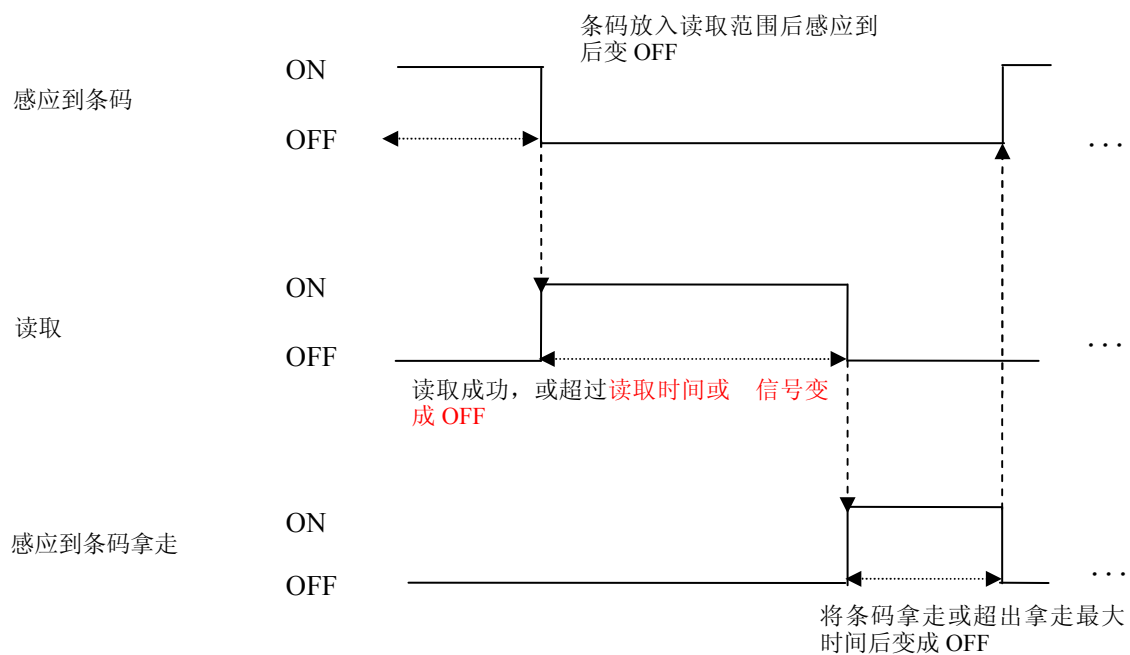 条码放入读取范围后感应到
后变 OFF
ON
感应到条码
OFF
...
ON
读取
OFF
...
读取成功，或超过读取时间或 信号变
成 OFF
ON
感应到条码拿走
OFF
...
将条码拿走或超出拿走最大
时间后变成 OFF